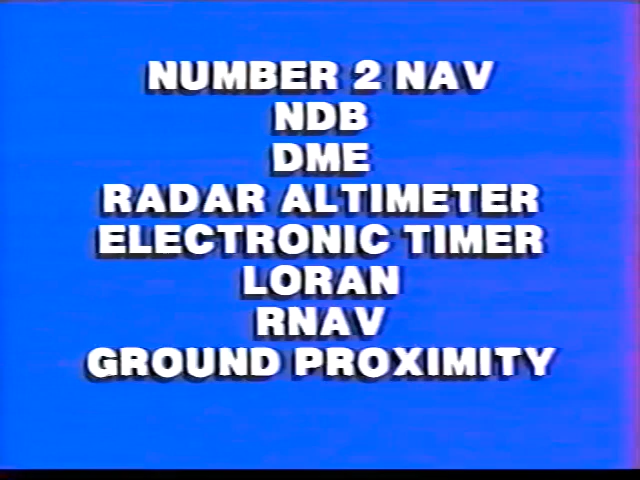 NUMBER 2 NAV
NDB
DME
RADAR ALTIMETER
ELECTRONIC TIMER
LORAN
RNAV
GROUND PROXIMITY